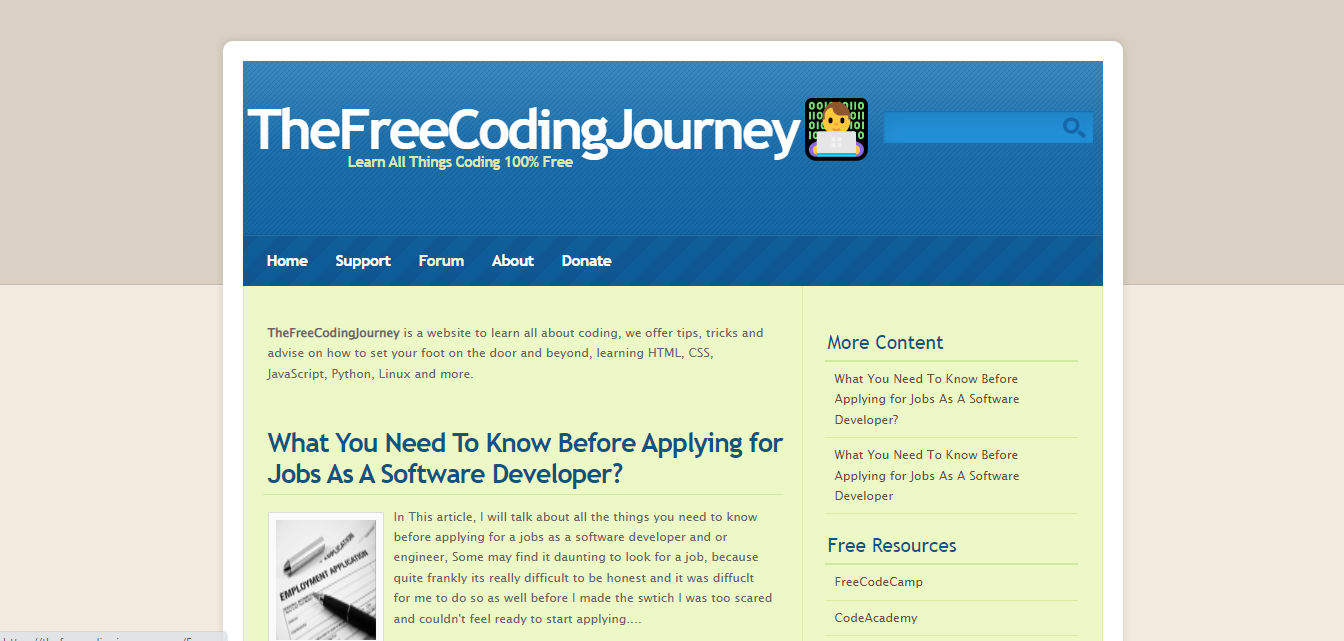 TheFreeCodingJourney
Learn All Things Coding 100% Free
Home Support Forum About Donate
TheFreeCodingJourney is a website to learn all about coding, we offer tips, tricks and
advise on how to set your foot on the door and beyond, learning HTML, CSS,
JavaScript, Python, Linux and more.
What You Need To Know Before Applying for
Jobs As A Software Developer?
EMPLOYMENT APPLICATION
In This article, I will talk about all the things you need to know
before applying for a jobs as a software developer and or
engineer, Some may find it daunting to look for a job, because
quite frankly its really difficult to be honest and it was diffuclt
for me to do so as well before I made the swtich I was too scared
and couldn't feel ready to start applying....
More Content
What You Need To Know Before
Applying for Jobs As A Software
Developer?
What You Need To Know Before
Applying for Jobs As A Software
Developer
Free Resources
FreeCodeCamp
CodeAcademy